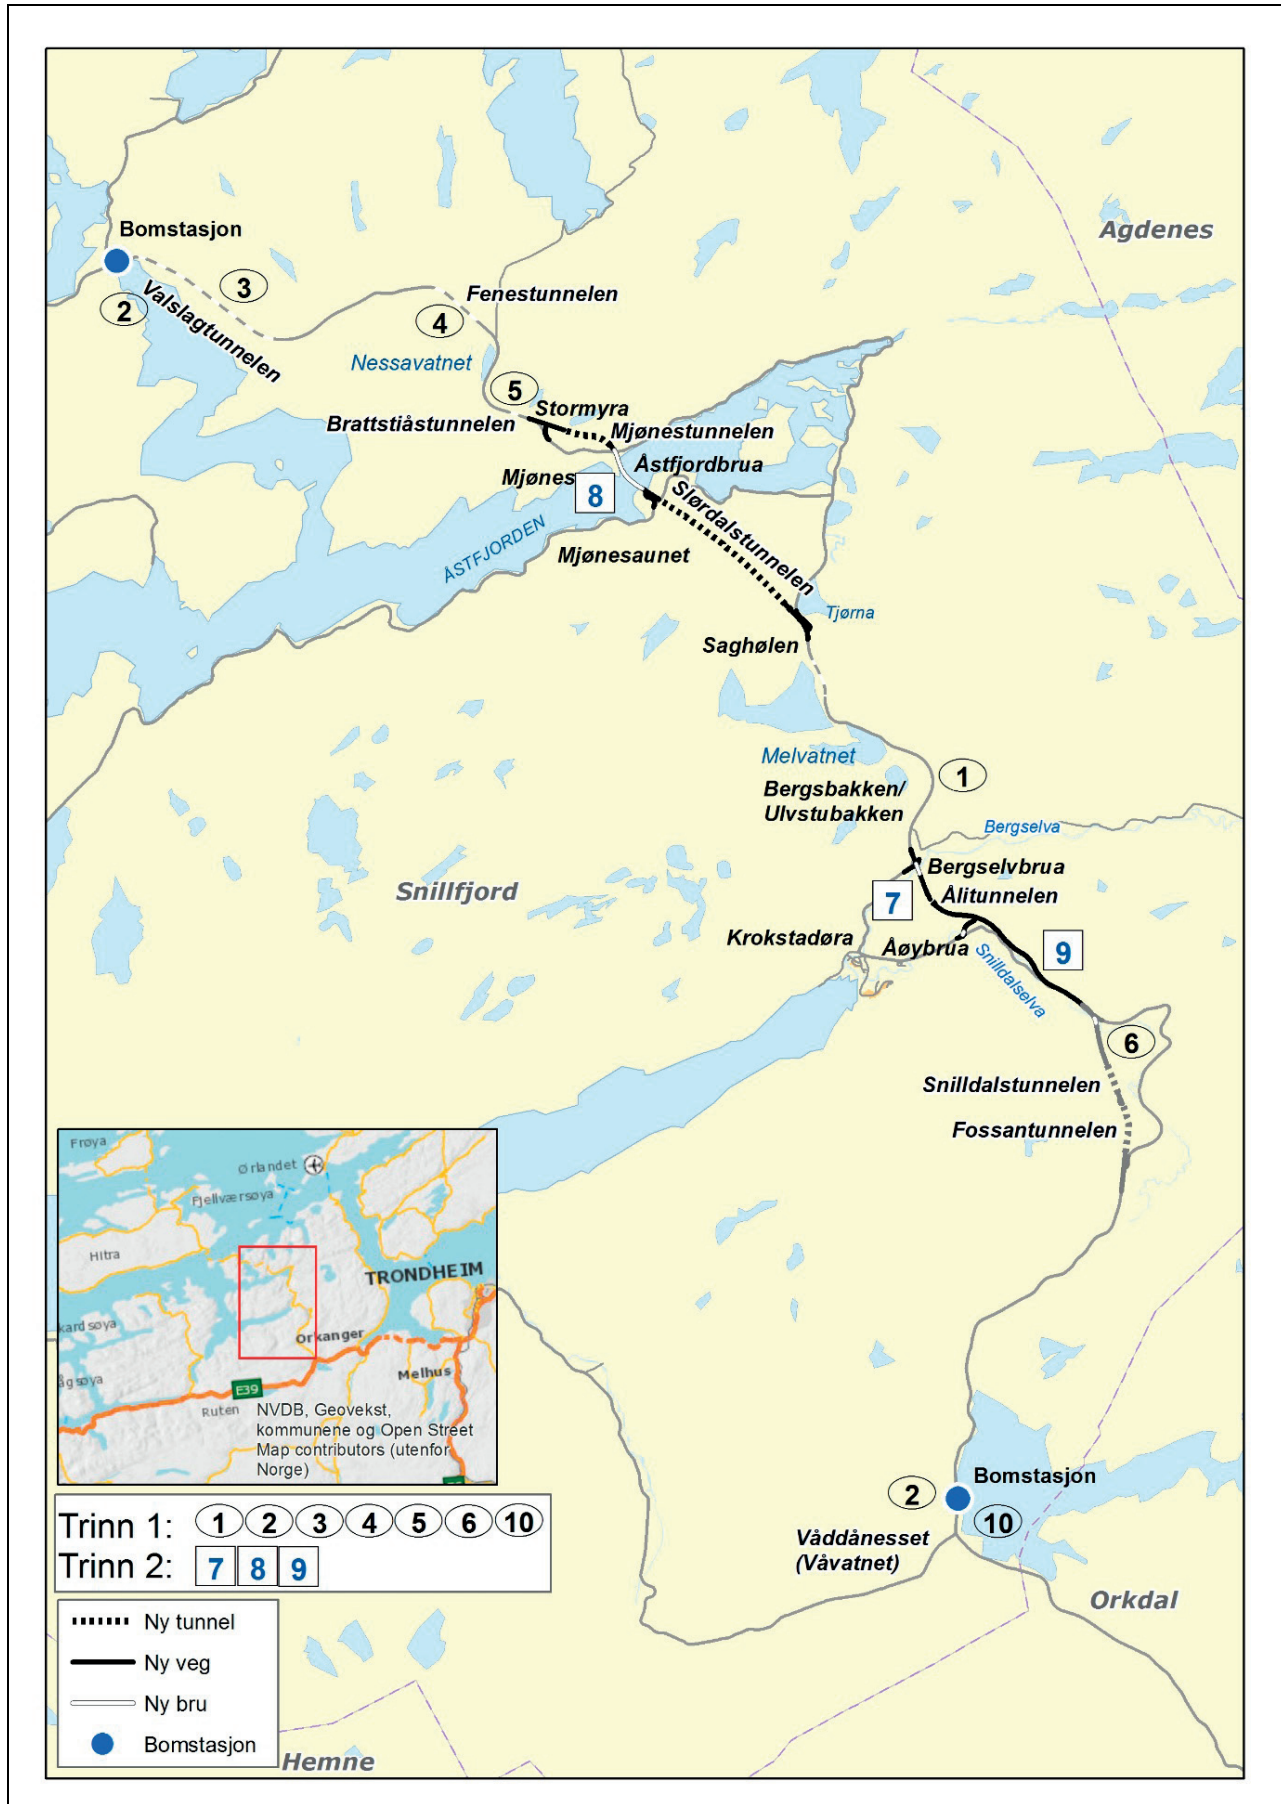 Agdenes
Bomstasjon
3
2
Valslagtunnelen
Fenestunnelen
4
Nessavatnet
5
Stormyra
Brattstiåstunnelen
Mjønestunnelen
Åstfjordbrua
Mjønes
8
Slørdalstunnelen
ÅSTFJORDEN
Mjønesaunet
Tjørna
Saghølen
Melvatnet
1
Bergsbakken/
Ulvstubakken
Bergselva
Bergselvbrua
Snillfjord
7
Ålitunnelen
Krokstadøra
Åøybrua
9
Snilldalselva
6
Snilldalstunnelen
Fossantunnelen
Frøya
Ørlandet
Fjellværsøya
Hitra
TRONDHEIM
kardsøya
Orkanger
Melhus
ågsøya
E39
Ruten
NVDB, Geovekst,
kommunene og Open Street
Map contributors (utenfor
Norge)
Bomstasjon
2
10
Våddånesset
(Våvatnet)
Orkdal
Trinn 1: 1 2 3 4 5 6 10
Trinn 2: 7 8 9
Ny tunnel
Ny veg
Ny bru
Bomstasjon
Hemne